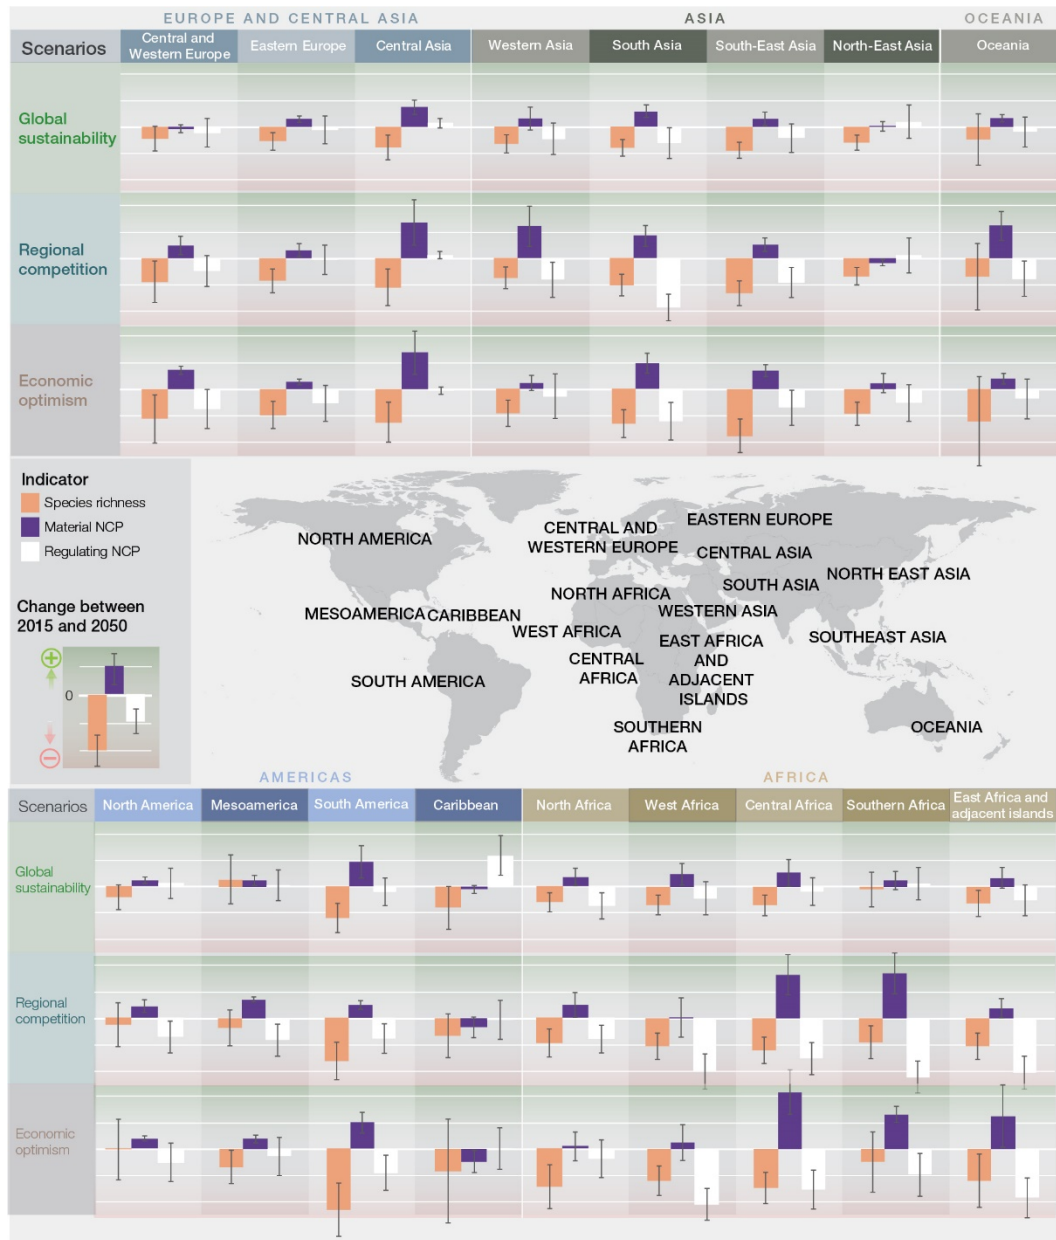 EUROPE AND CENTRAL ASIA
ASIA
OCEANIA
Scenarios
Central and
Western Europe
Eastern Europe
Central Asia
Western Asia
South Asia
South-East Asia
North-East Asia
Oceania
Global
sustainability
Regional
competition
Economic
optimism
Indicator
Species richness
Material NCP
Regulating NCP
Change between
2015 and 2050
0
NORTH AMERICA
CENTRAL AND
WESTERN EUROPE
EASTERN EUROPE
CENTRAL ASIA
NORTH EAST ASIA
SOUTH ASIA
NORTH AFRICA
MESOAMERICA
CARIBBEAN
WESTERN ASIA
WEST AFRICA
SOUTHEAST ASIA
EAST AFRICA
AND
ADJACENT
ISLANDS
CENTRAL
AFRICA
SOUTH AMERICA
SOUTHERN
AFRICA
OCEANIA
AMERICAS
AFRICA
Scenarios
North America
Mesoamerica
South America
Caribbean
North Africa
West Africa
Central Africa
Southern Africa
East Africa and
adjacent islands
Global
sustainability
Regional
competition
Economic
optimism